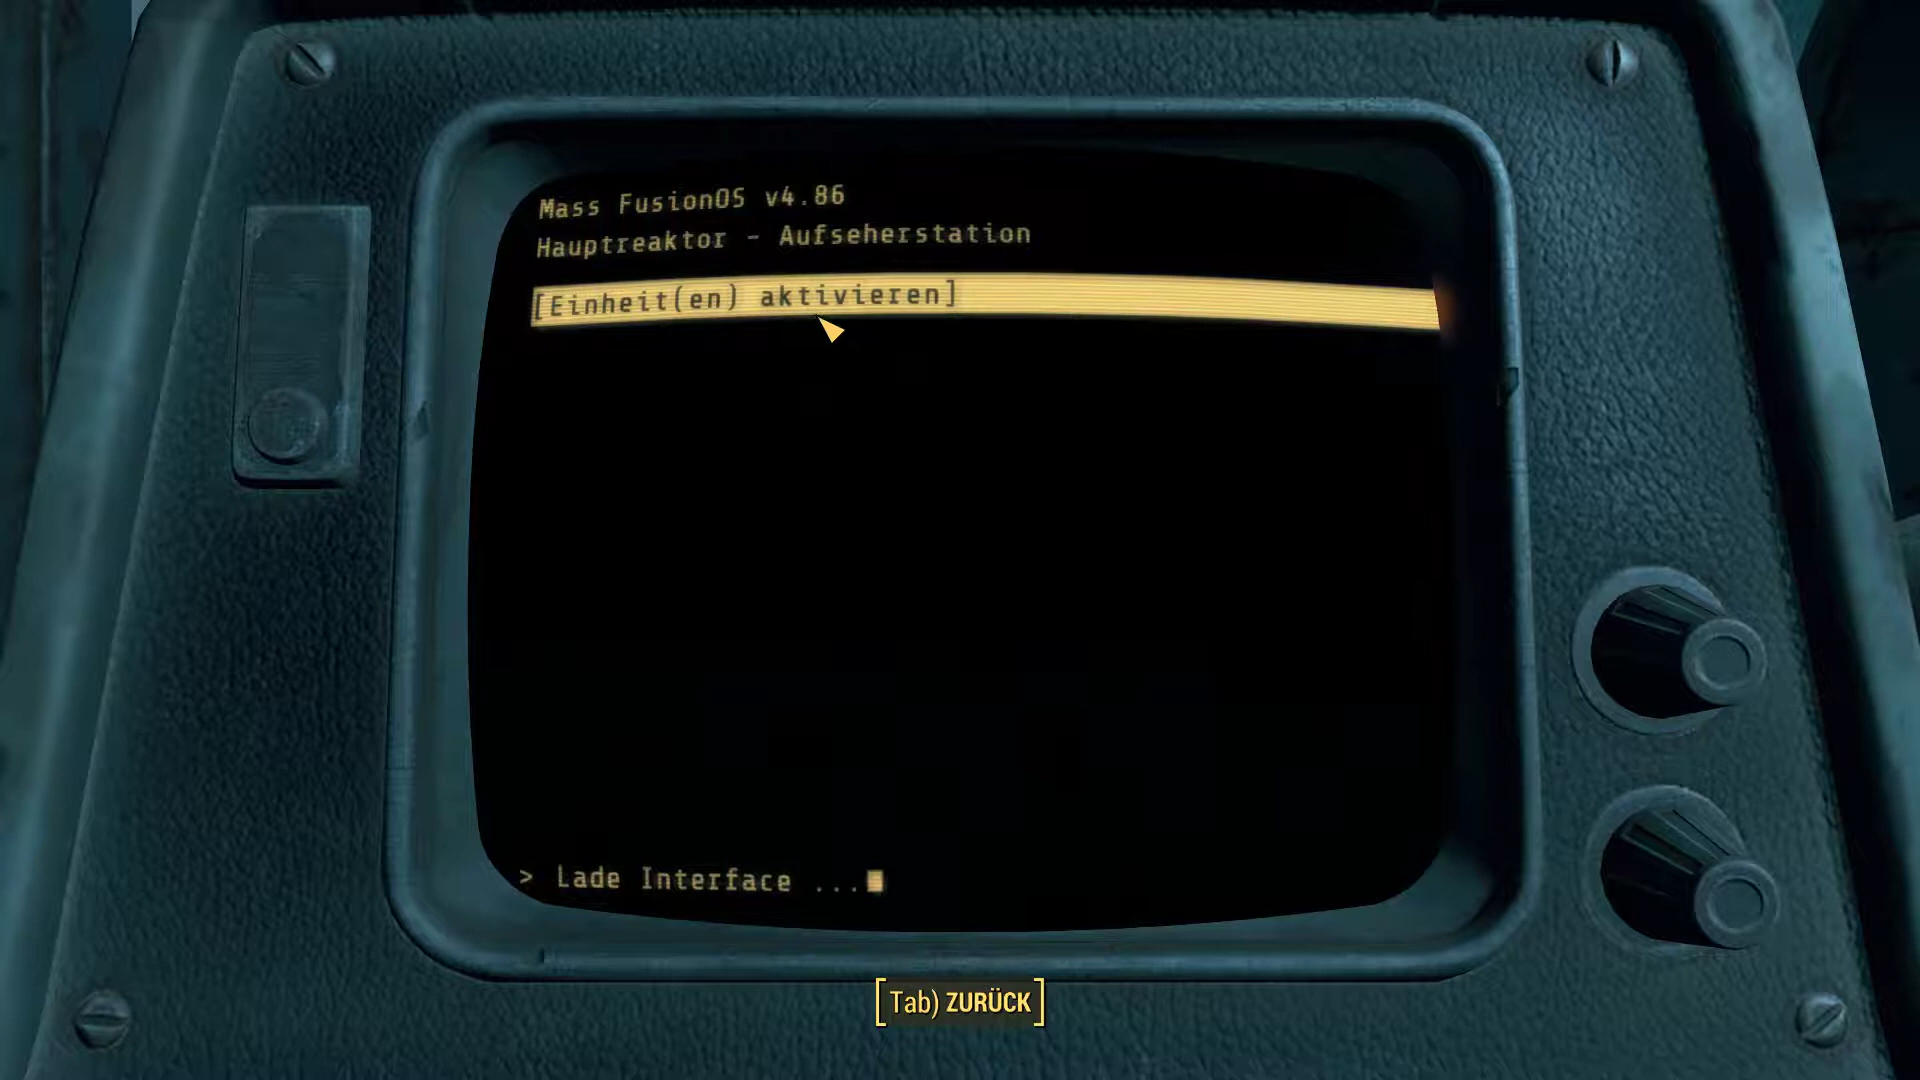 Mass FusionOS v4.86
Hauptreaktor - Aufseherstation
[Einheit(en) aktivieren]
> Lade Interface ...
[Tab) ZURÜCK]